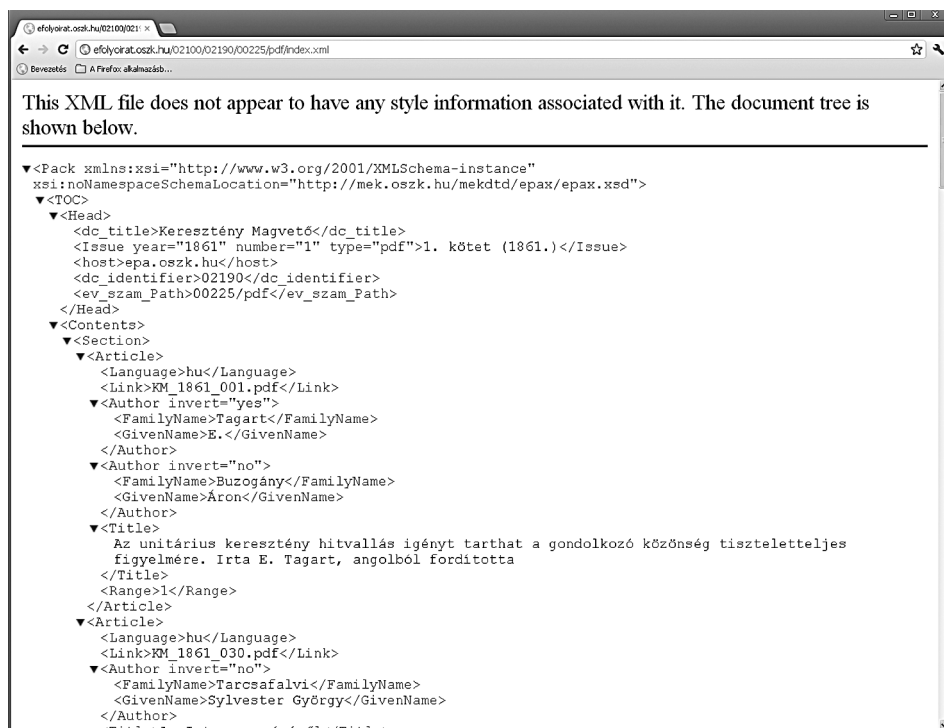 efolyoirat.oszk.hu/02100/021
efolyoirat.oszk.hu/02100/02190/00225/pdf/index.xml
Bevezetés A Firefox alkalmazásb...
This XML file does not appear to have any style information associated with it. The document tree is
shown below.
▼<Pack xmlns:xsi="http://www.w3.org/2001/XMLSchema-instance"
xsi:noNamespaceSchemaLocation="http://mek.oszk.hu/mekdtd/epax/epax.xsd">
▼<TOC>
▼<Head>
<dc_title>Keresztény Magvető</dc_title>
<Issue year="1861" number="1" type="pdf">1. kötet (1861.)</Issue>
<host>epa.oszk.hu</host>
<dc_identifier>02190</dc_identifier>
<ev_szam_Path>00225/pdf</ev_szam_Path>
</Head>
▼<Contents>
▼<Section>
▼<Article>
<Language>hu</Language>
<Link>KM_1861_001.pdf</Link>
▼<Author invert="yes">
<FamilyName>Tagart</FamilyName>
<GivenName>E.</GivenName>
</Author>
▼<Author invert="no">
<FamilyName>Buzogány</FamilyName>
<GivenName>Áron</GivenName>
</Author>
▼<Title>
Az unitárius keresztény hitvallás igényt tarthat a gondolkozó közönség tiszteletteljes
figyelmére. Irta E. Tagart, angolból fordította
</Title>
<Range>1</Range>
</Article>
▼<Article>
<Language>hu</Language>
<Link>KM_1861_030.pdf</Link>
▼<Author invert="no">
<FamilyName>Tarcsafalvi</FamilyName>
<GivenName>Sylvester György</GivenName>
</Author>